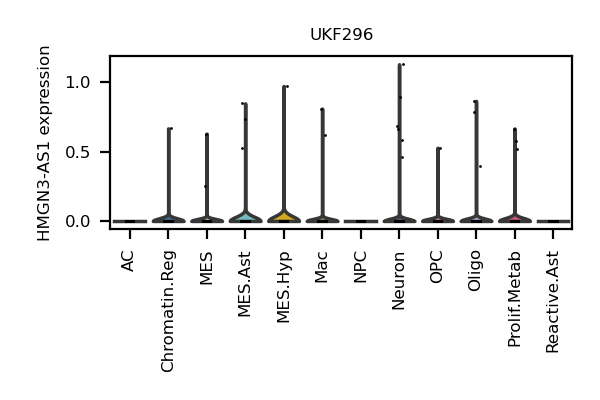 UKF296
HMGN3-AS1 expression
1.0
0.5
0.0
AC
Chromatin.Reg
MES
MES.Ast
MES.Hyp
Mac
NPC
Neuron
OPC
Oligo
Prolif.Metab
Reactive.Ast